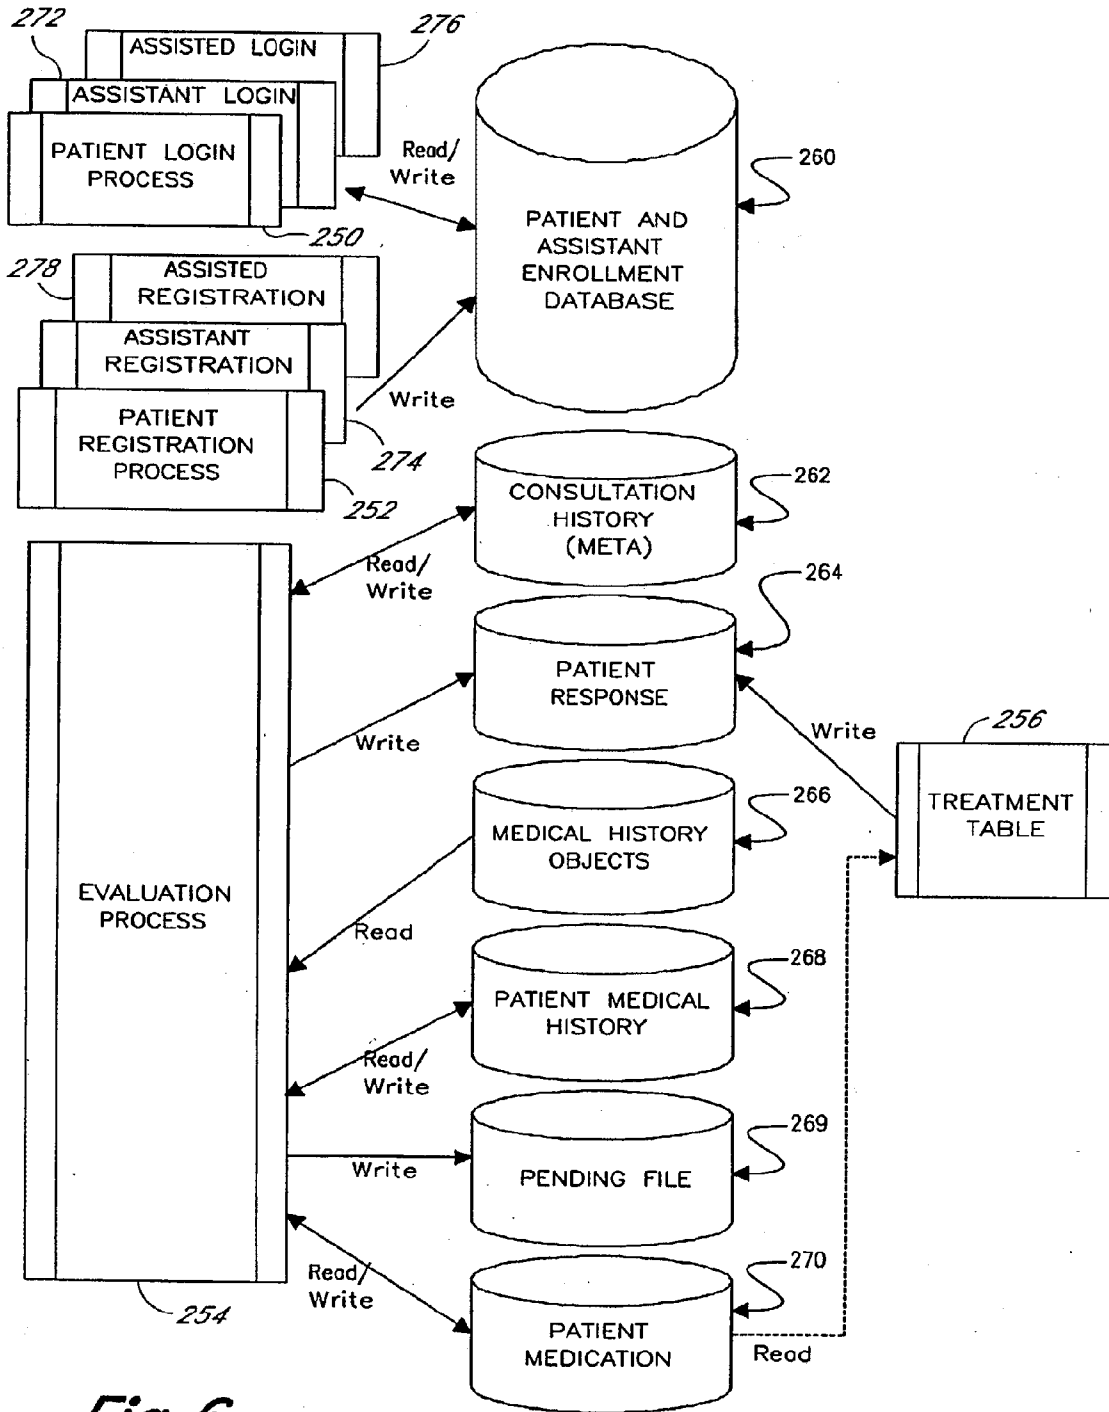 272
ASSISTED LOGIN
276
ASSISTANT LOGIN
PATIENT LOGIN
PROCESS
250
Read/
Write
260
PATIENT AND
ASSISTANT
ENROLLMENT
DATABASE
278
ASSISTED
REGISTRATION
ASSISTANT
REGISTRATION
PATIENT
REGISTRATION
PROCESS
274
252
Write
CONSULTATION
HISTORY
(META)
262
Read/
Write
264
PATIENT
RESPONSE
Write
Write
256
TREATMENT
TABLE
266
MEDICAL HISTORY
OBJECTS
EVALUATION
PROCESS
Read
268
PATIENT MEDICAL
HISTORY
Read/
Write
269
PENDING FILE
Write
270
Read/
Write
PATIENT
MEDICATION
Read
254
Fig. 6